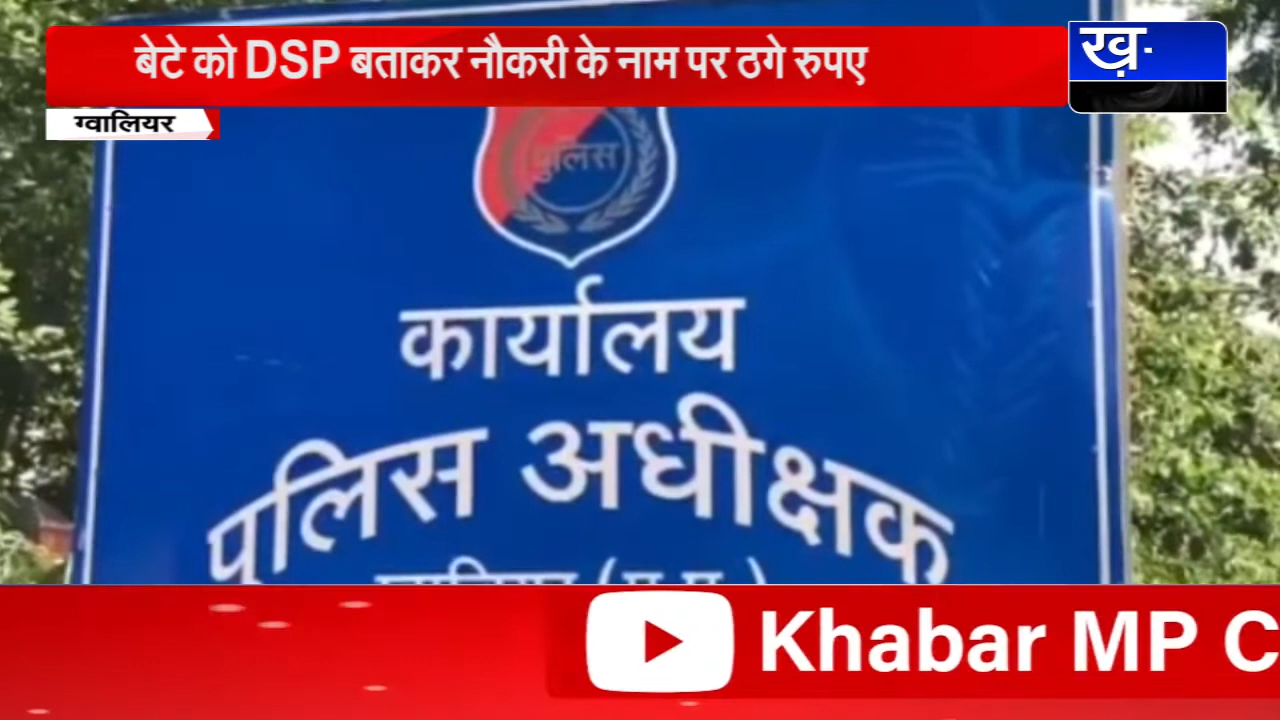 बेटे को DSP बताकर नौकरी के नाम पर ठगे रुपए
ख़
ग्वालियर
पुलिस
कार्यालय
पुलिस अधीक्षक
Khabar MP C